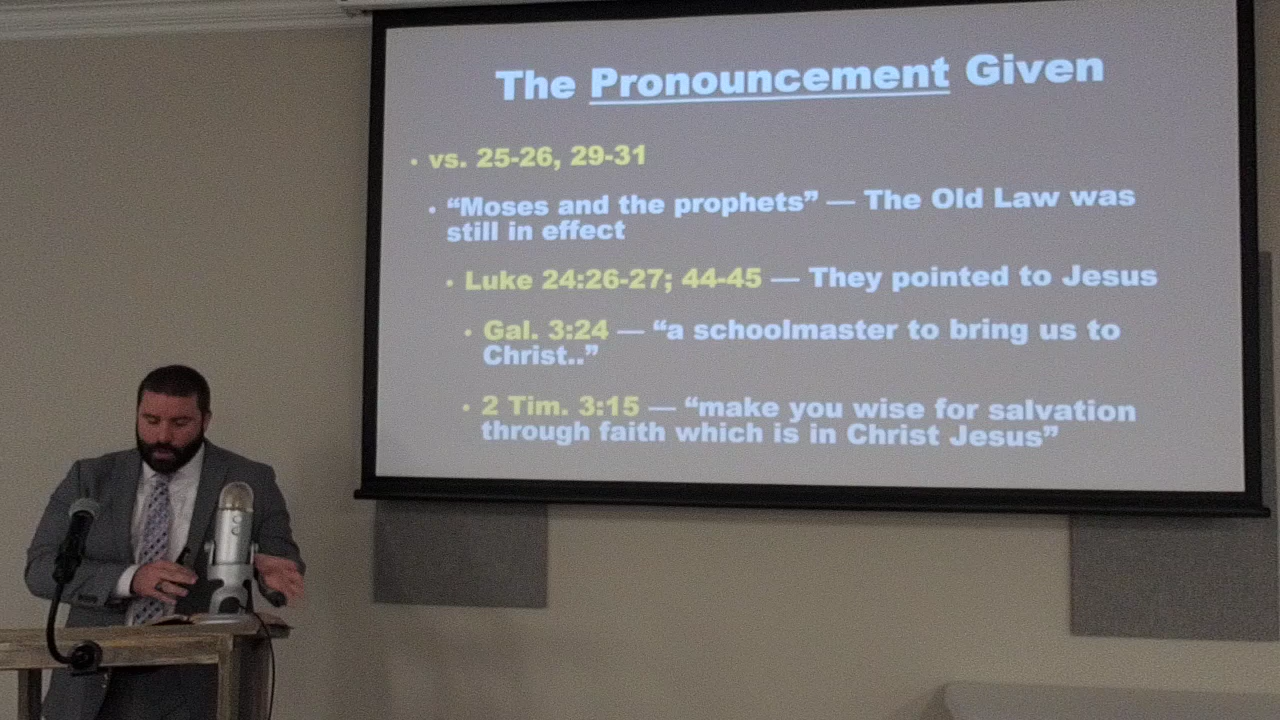 The Pronouncement Given
• vs. 25-26, 29-31
• “Moses and the prophets” — The Old Law was
still in effect
• Luke 24:26-27; 44-45 — They pointed to Jesus
• Gal. 3:24 — “a schoolmaster to bring us to
Christ..”
• 2 Tim. 3:15 — “make you wise for salvation
through faith which is in Christ Jesus”